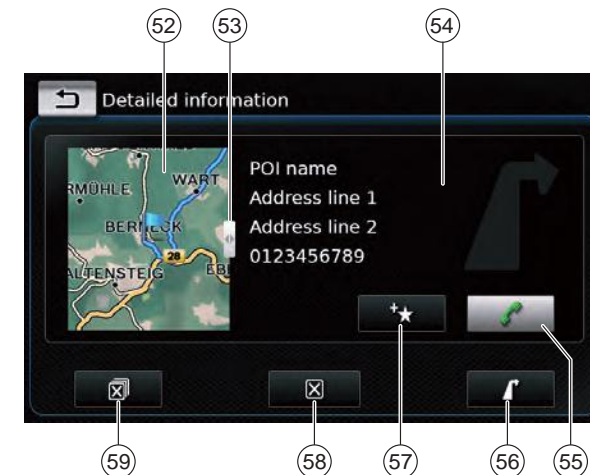 52 53 54
Detailed information
RMÜHLE
WART
BERNECK
28
ALTENSTEIG
EB
POI name
Address line 1
Address line 2
0123456789
59 58 57 56 55